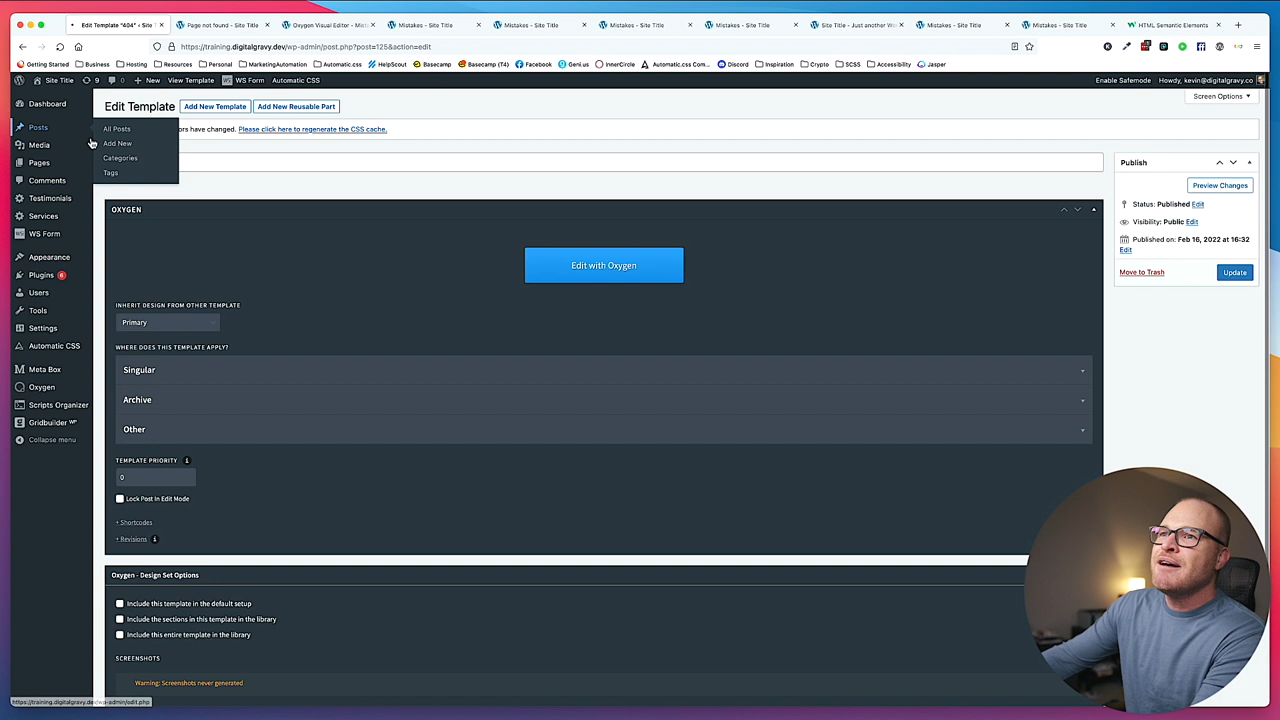 Edit Template "404" ‹ Site T
Page not found - Site Title
Oxygen Visual Editor - Mist
Mistakes - Site Title
Mistakes - Site Title
Mistakes - Site Title
Mistakes - Site Title
Site Title - Just another W
Mistakes - Site Title
Mistakes - Site Title
HTML Semantic Elements
https://training.digitalgravy.dev/wp-admin/post.php?post=125&action=edit
Getting Started
Business
Hosting
Resources
Personal
MarketingAutomation
Automatic.css
HelpScout
Basecamp
Basecamp (T4)
Facebook
Geni.us
InnerCircle
Automatic.css Com...
Discord
Inspiration
Crypto
SCSS
Accessibility
Jasper
Site Title
9
0
New
View Template
WS Form
Automatic CSS
Enable Safemode
Howdy, kevin@digitalgravy.co
Dashboard
Posts
Media
Pages
Comments
Testimonials
Services
WS Form
Appearance
Plugins 6
Users
Tools
Settings
Automatic CSS
Meta Box
Oxygen
Scripts Organizer
Gridbuilder WP
Collapse menu
All Posts
Add New
Categories
Tags
Edit Template
Add New Template
Add New Reusable Part
Screen Options
ors have changed. Please click here to regenerate the CSS cache.
OXYGEN
Edit with Oxygen
INHERIT DESIGN FROM OTHER TEMPLATE
Primary
WHERE DOES THIS TEMPLATE APPLY?
Singular
Archive
Other
TEMPLATE PRIORITY
0
Lock Post In Edit Mode
+ Shortcodes
+ Revisions
Oxygen - Design Set Options
Include this template in the default setup
Include the sections in this template in the library
Include this entire template in the library
SCREENSHOTS
Warning: Screenshots never generated
Publish
Preview Changes
Status: Published Edit
Visibility: Public Edit
Published on: Feb 16, 2022 at 16:32
Edit
Move to Trash
Update
https://training.digitalgravy.dev/wp-admin/edit.php